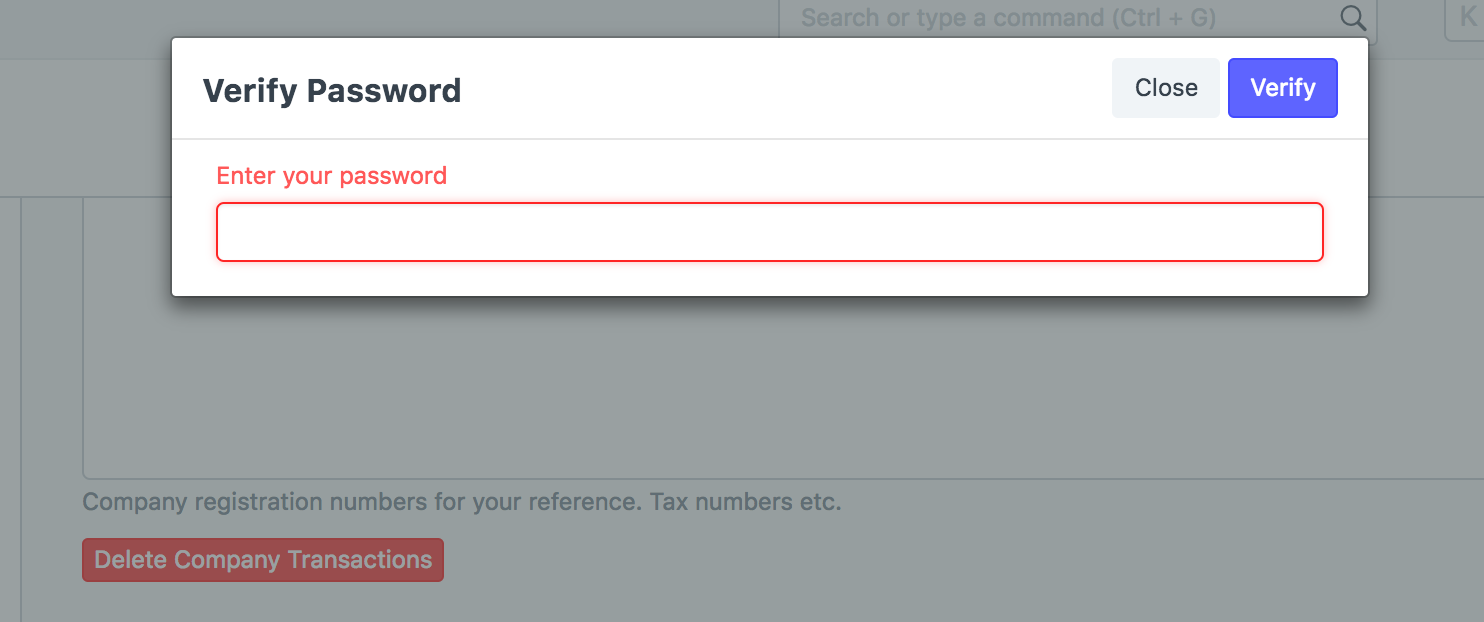 Search or type a command (Ctrl + G)
K
Verify Password
Close
Verify
Enter your password
Company registration numbers for your reference. Tax numbers etc.
Delete Company Transactions